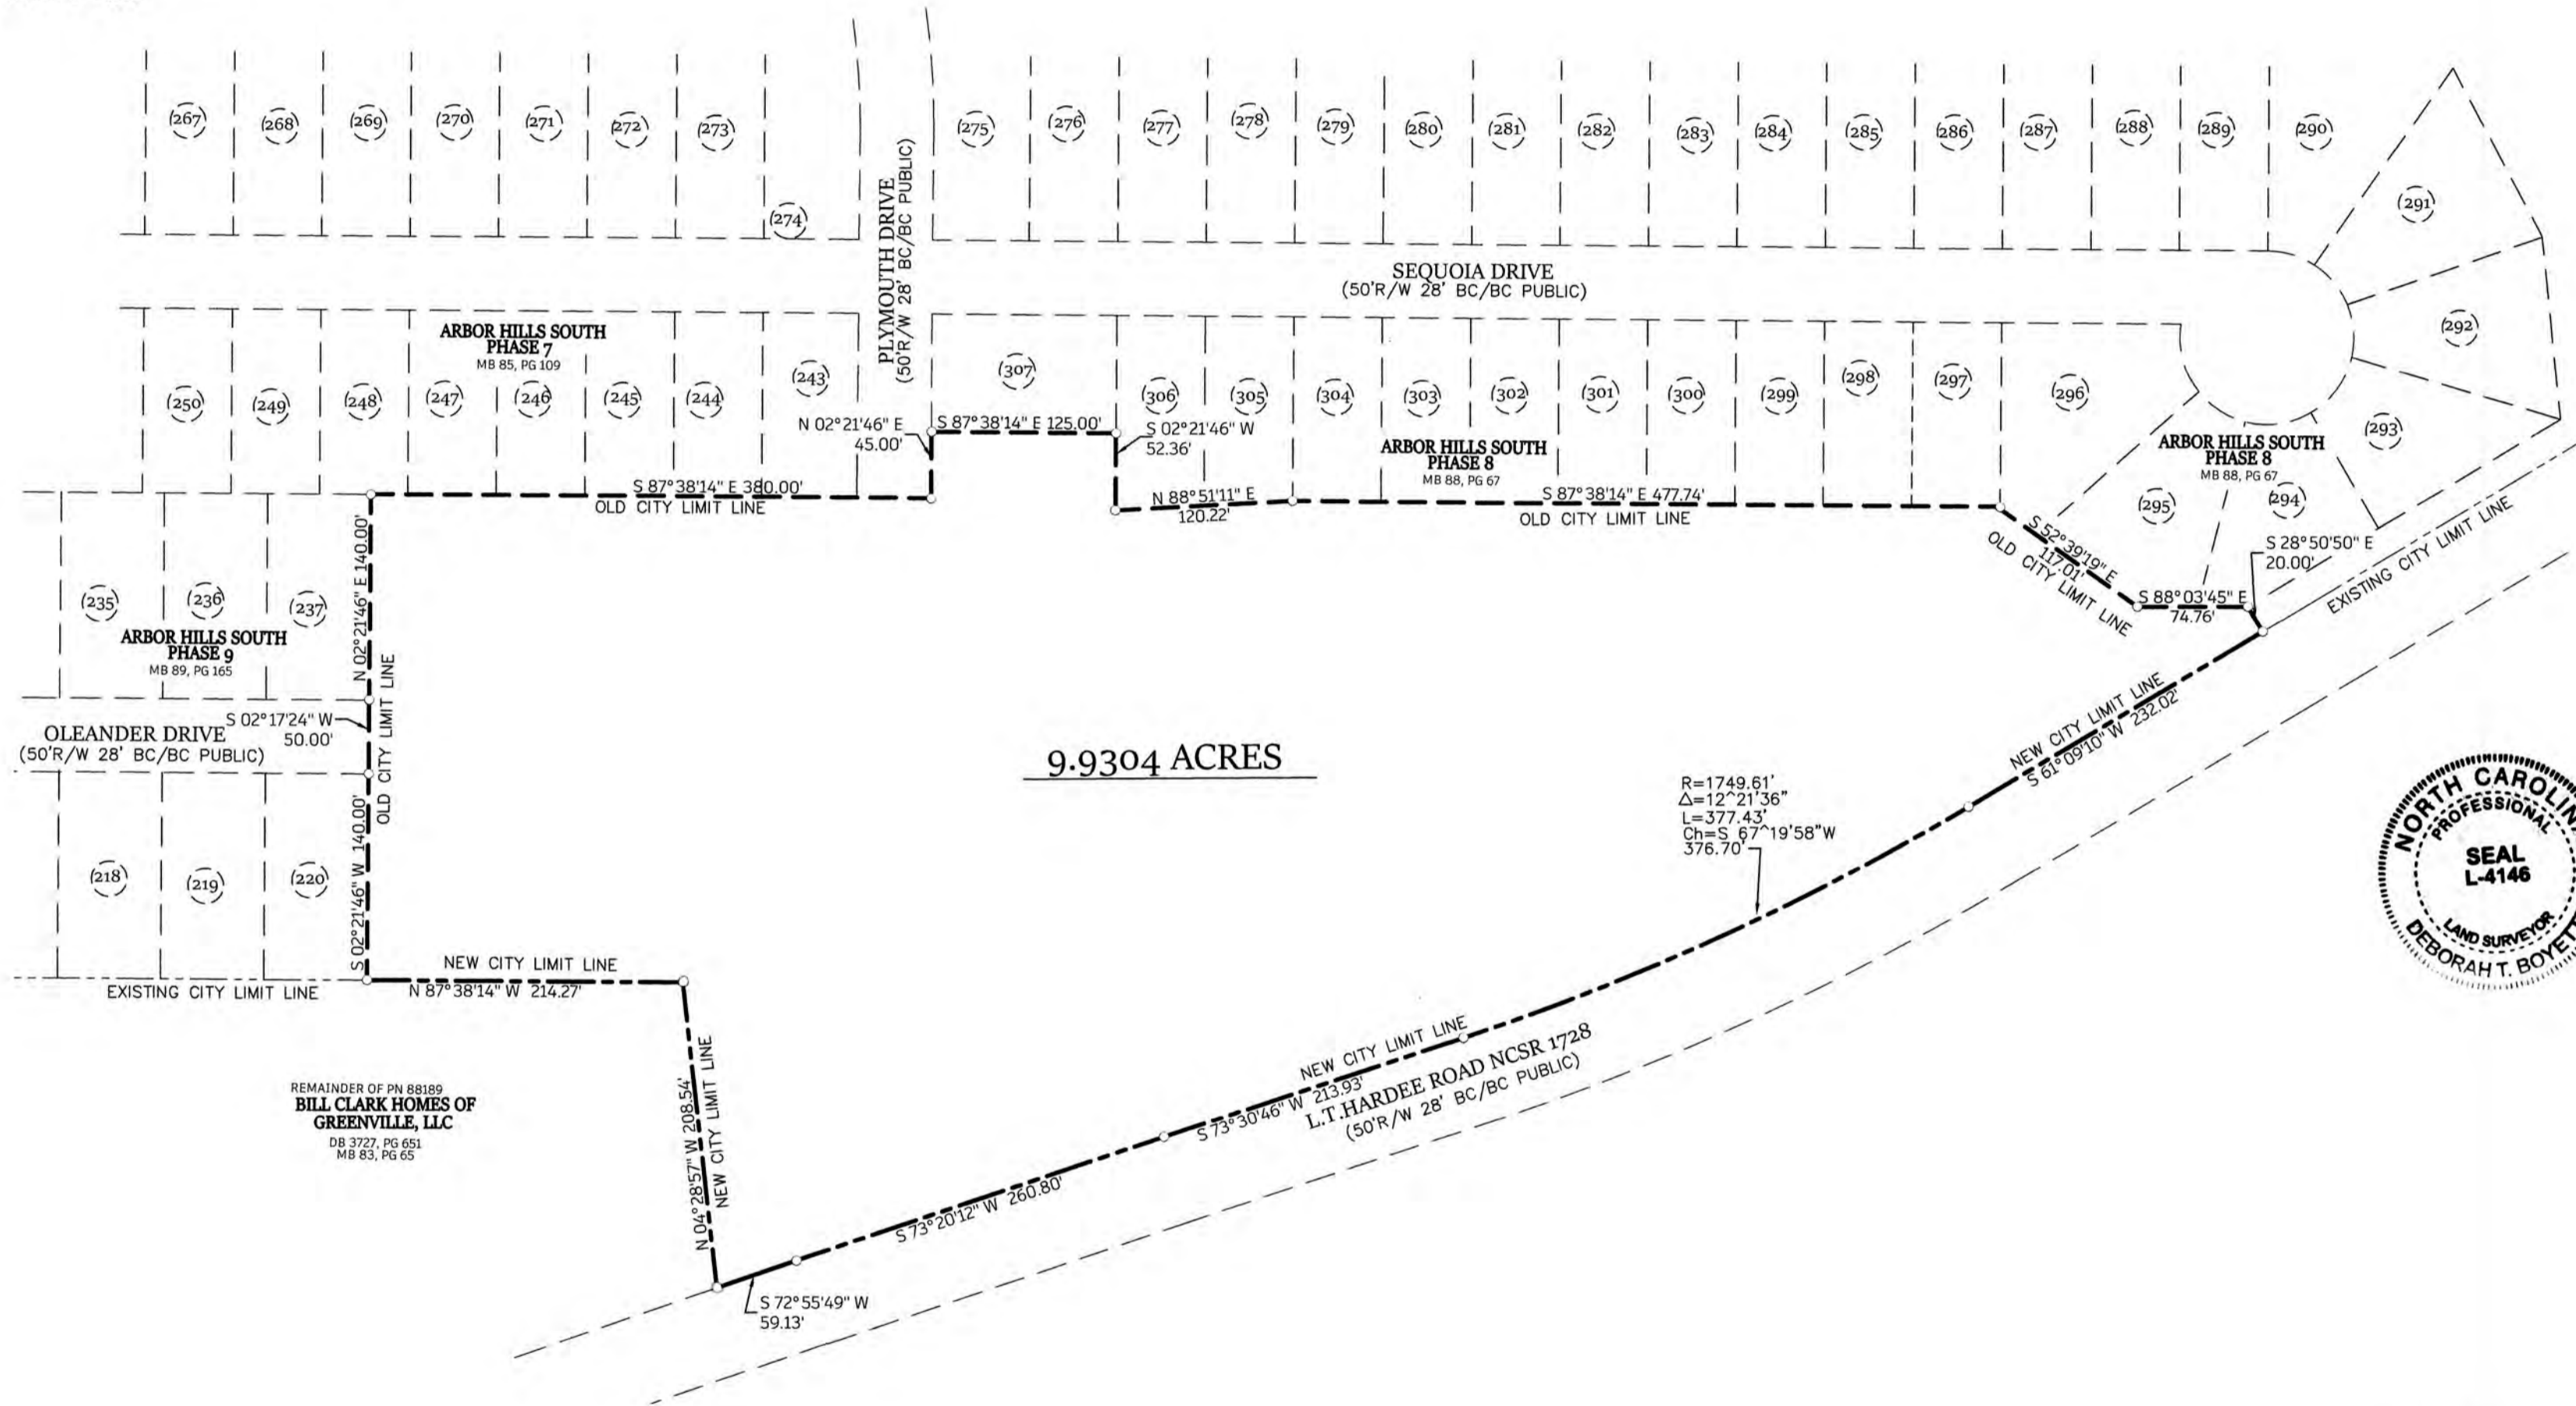 (267)
(268)
(269)
(270)
(271)
(272)
(273)
(274)
(275)
(276)
(277)
(278)
(279)
(280)
(281)
(282)
(283)
(284)
(285)
(286)
(287)
(288)
(289)
(290)
(291)
(292)
(293)
PLYMOUTH DRIVE
(50'R/W 28' BC/BC PUBLIC)
SEQUOIA DRIVE
(50'R/W 28' BC/BC PUBLIC)
ARBOR HILLS SOUTH
PHASE 7
MB 85, PG 109
(250)
(249)
(248)
(247)
(246)
(245)
(244)
(243)
(307)
(306)
(305)
(304)
(303)
(302)
(301)
(300)
(299)
(298)
(297)
(296)
N 02°21'46" E
45.00'
S 87°38'14" E 125.00'
S 02°21'46" W
52.36'
ARBOR HILLS SOUTH
PHASE 8
MB 88, PG 67
ARBOR HILLS SOUTH
PHASE 8
MB 88, PG 67
(295)
(294)
S 87°38'14" E 380.00'
OLD CITY LIMIT LINE
N 88°51'11" E
120.22'
S 87°38'14" E 477.74'
OLD CITY LIMIT LINE
S 52°39'19" E
117.01'
OLD CITY LIMIT LINE
S 88°03'45" E
74.76'
S 28°50'50" E
20.00'
EXISTING CITY LIMIT LINE
N 02°21'46" E 140.00'
OLD CITY LIMIT LINE
(235)
(236)
(237)
ARBOR HILLS SOUTH
PHASE 9
MB 89, PG 165
S 02°17'24" W
50.00'
OLEANDER DRIVE
(50'R/W 28' BC/BC PUBLIC)
S 02°21'46" W 140.00'
(218)
(219)
(220)
EXISTING CITY LIMIT LINE
9.9304 ACRES
NEW CITY LIMIT LINE
S 61°09'10" W 232.02'
R=1749.61'
Δ=12^21'36"
L=377.43'
Ch=S 67^19'58"W
376.70'
NORTH CAROLIN
PROFESSIONAL
SEAL
L-4146
LAND SURVEYOR
DEBORAH T. BOYETT
NEW CITY LIMIT LINE
N 87°38'14" W 214.27'
REMAINDER OF PN 88189
BILL CLARK HOMES OF
GREENVILLE, LLC
DB 3727, PG 651
MB 83, PG 65
N 04°28'57" W 208.54'
NEW CITY LIMIT LINE
NEW CITY LIMIT LINE
S 73°30'46" W 213.93'
L.T.HARDEE ROAD NCSR 1728
(50'R/W 28' BC/BC PUBLIC)
S 73°20'12" W 260.80'
S 72°55'49" W
59.13'